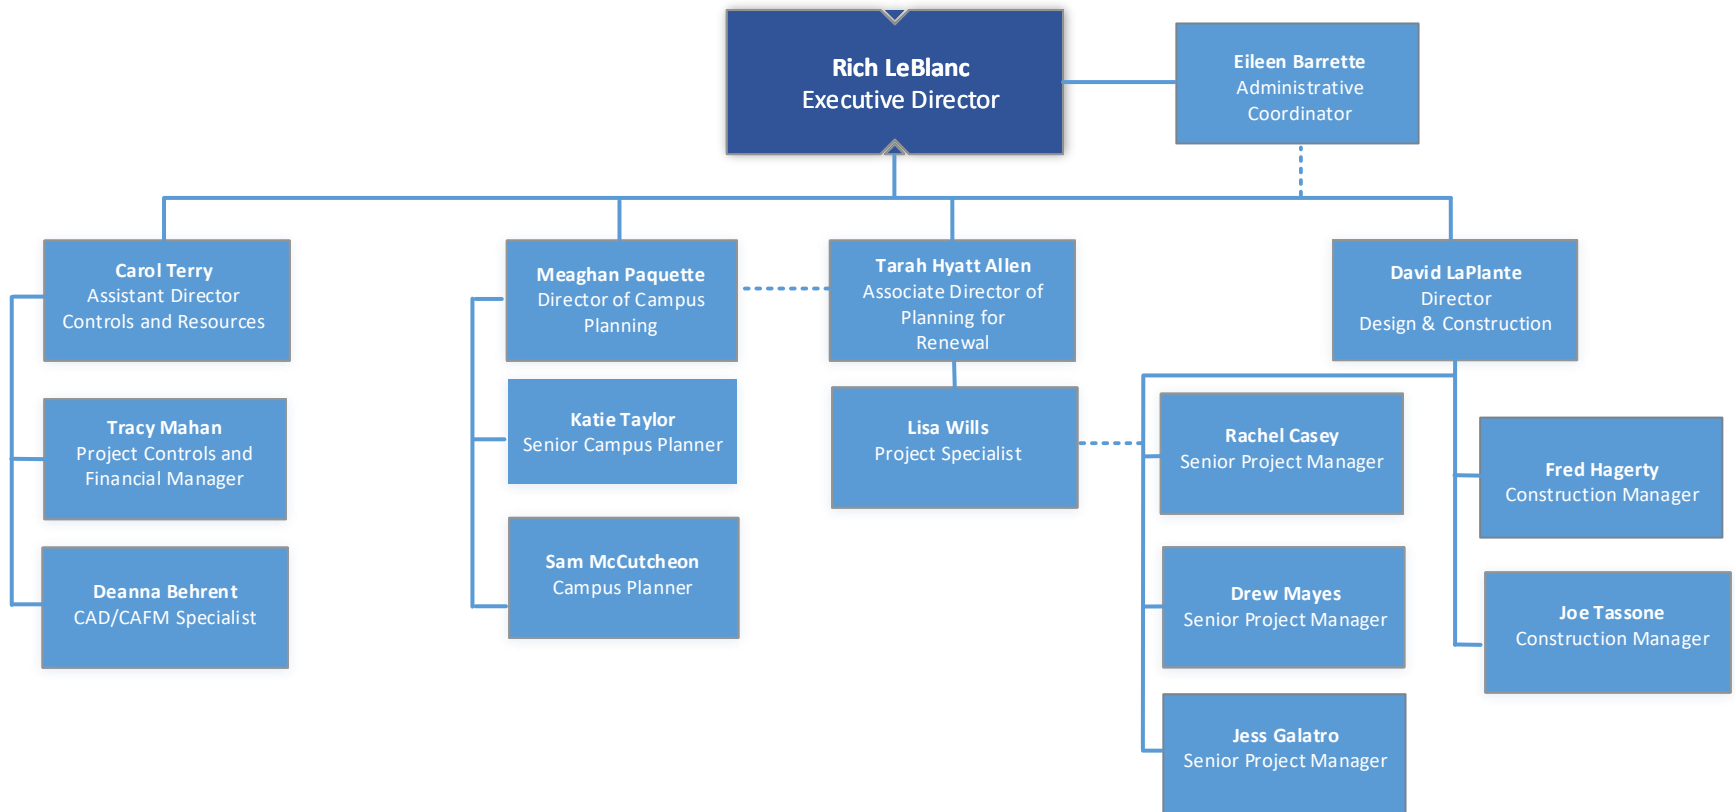 Rich LeBlanc
Executive Director
Eileen Barrette
Administrative
Coordinator
Carol Terry
Assistant Director
Controls and Resources
Meaghan Paquette
Director of Campus
Planning
Tarah Hyatt Allen
Associate Director of
Planning for
Renewal
David LaPlante
Director
Design & Construction
Tracy Mahan
Project Controls and
Financial Manager
Deanna Behrent
CAD/CAFM Specialist
Katie Taylor
Senior Campus Planner
Sam McCutcheon
Campus Planner
Lisa Wills
Project Specialist
Rachel Casey
Senior Project Manager
Drew Mayes
Senior Project Manager
Jess Galatro
Senior Project Manager
Fred Hagerty
Construction Manager
Joe Tassone
Construction Manager